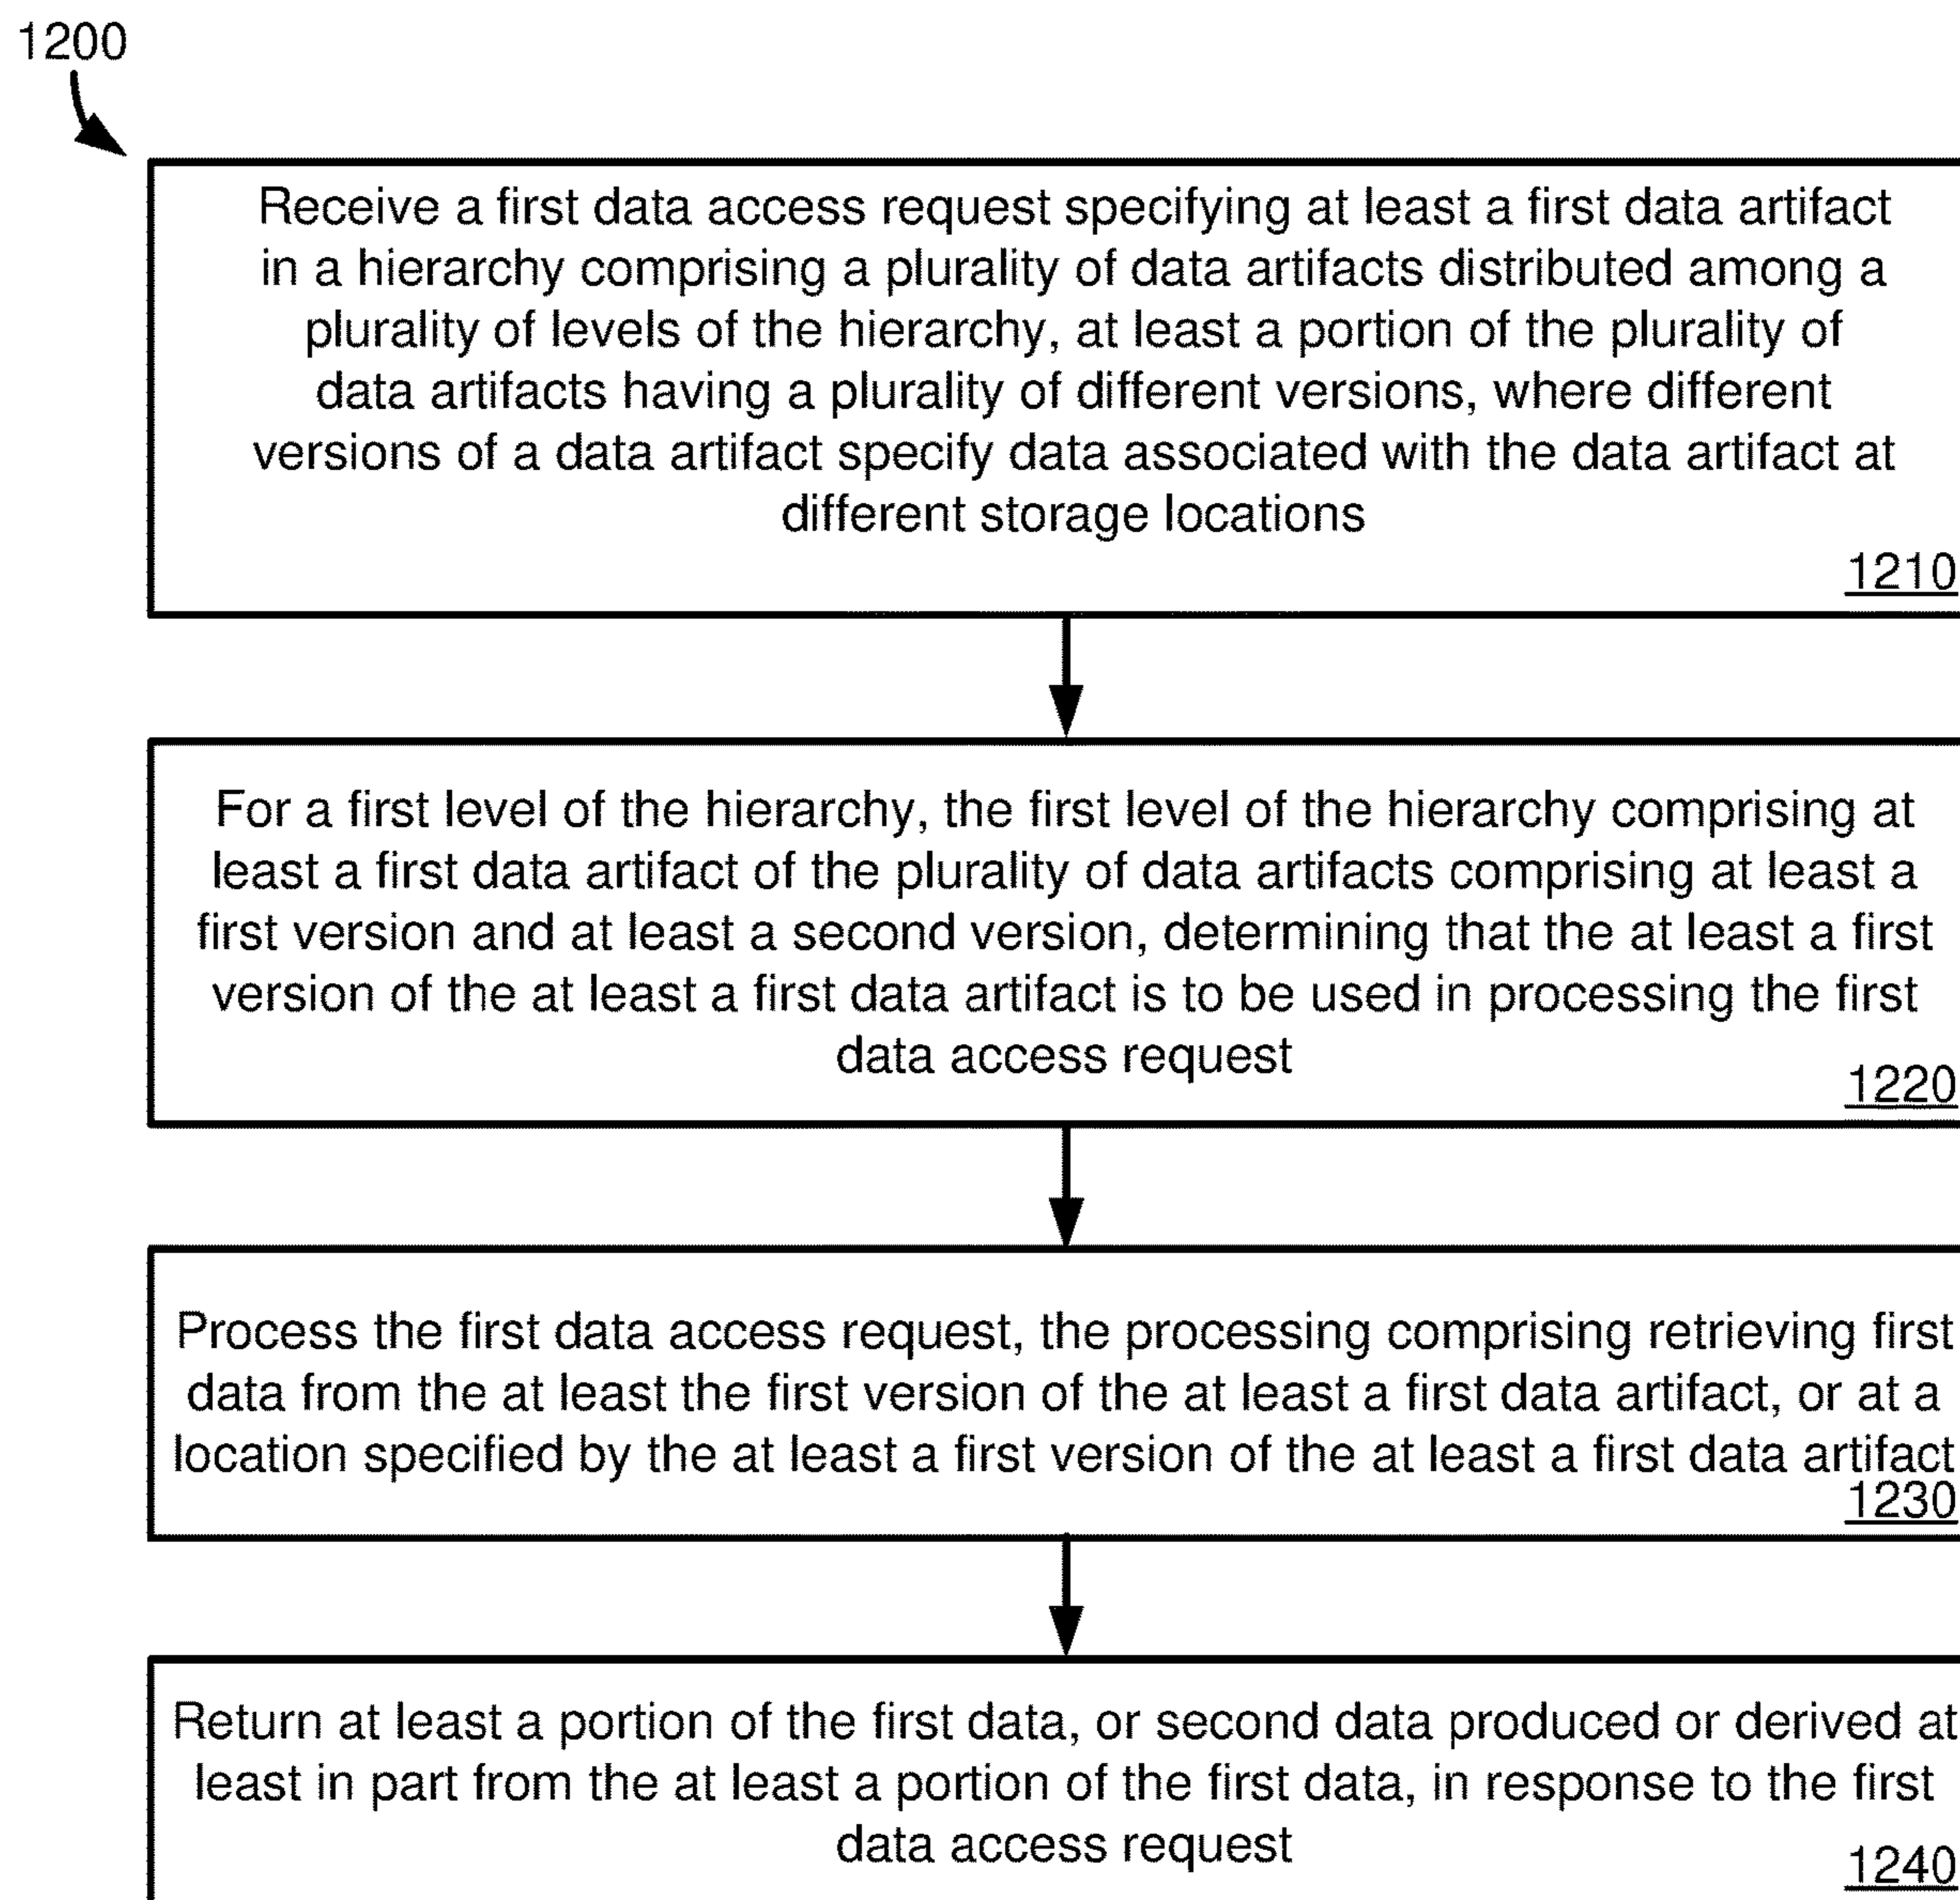 1200
Receive a first data access request specifying at least a first data artifact
in a hierarchy comprising a plurality of data artifacts distributed among a
plurality of levels of the hierarchy, at least a portion of the plurality of
data artifacts having a plurality of different versions, where different
versions of a data artifact specify data associated with the data artifact at
different storage locations
1210
For a first level of the hierarchy, the first level of the hierarchy comprising at
least a first data artifact of the plurality of data artifacts comprising at least a
first version and at least a second version, determining that the at least a first
version of the at least a first data artifact is to be used in processing the first
data access request
1220
Process the first data access request, the processing comprising retrieving first
data from the at least the first version of the at least a first data artifact, or at a
location specified by the at least a first version of the at least a first data artifact
1230
Return at least a portion of the first data, or second data produced or derived at
least in part from the at least a portion of the first data, in response to the first
data access request
1240